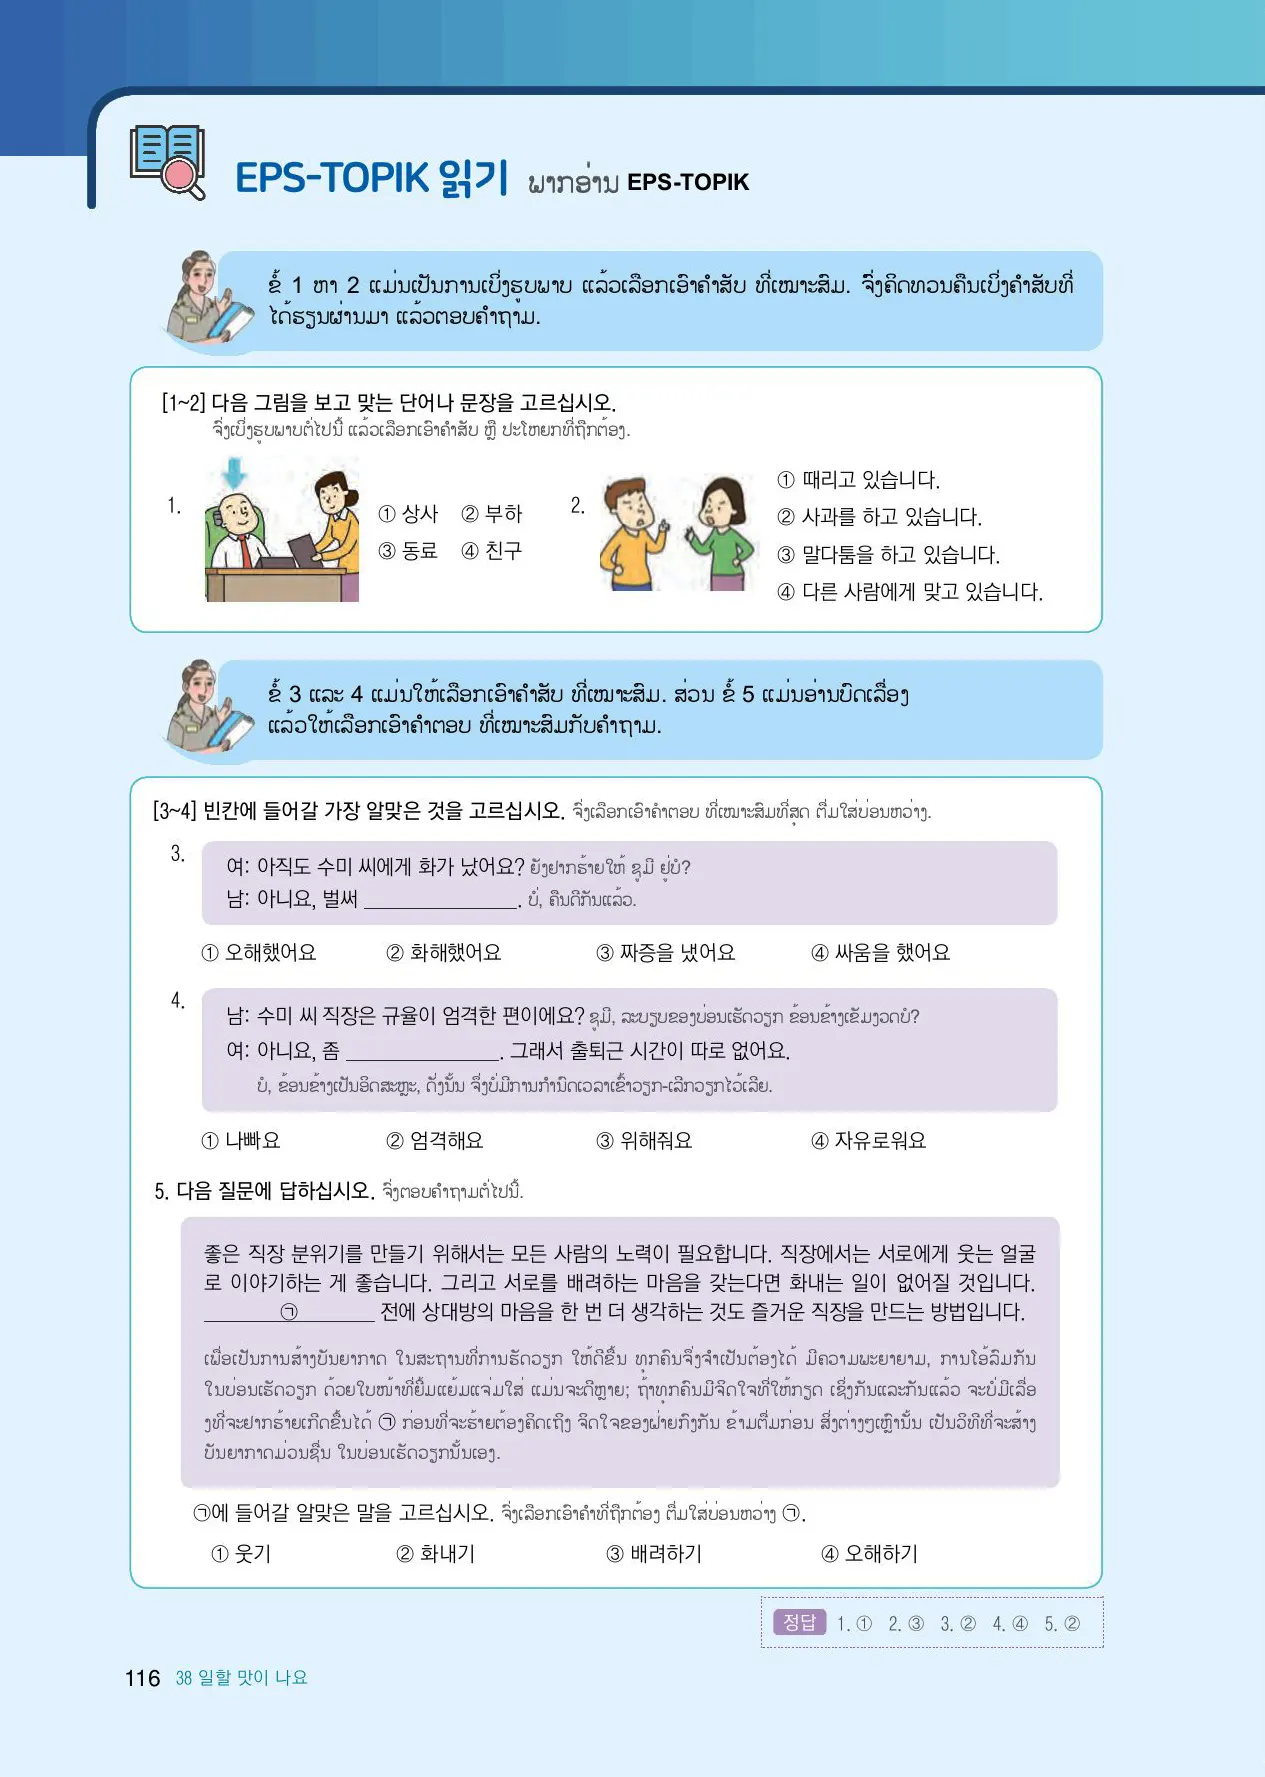 EPS-TOPIK 읽기 ພາກອ່ານ EPS-TOPIK
ຂໍ້ 1 ຫາ 2 ແມ່ນເປັນການເບິ່ງຮູບພາບ ແລ້ວເລືອກເອົາຄຳສັບ ທີ່ເໝາະສົມ. ຈົ່ງຄິດທວນຄືນເບິ່ງຄຳສັບທີ່
ໄດ້ຮຽນຜ່ານມາ ແລ້ວຕອບຄຳຖາມ.
[1~2] 다음 그림을 보고 맞는 단어나 문장을 고르십시오.
ຈົ່ງເບິ່ງຮູບພາບຕໍ່ໄປນີ້ ແລ້ວເລືອກເອົາຄຳສັບ ຫຼື ປະໂຫຍກທີ່ຖືກຕ້ອງ.
1.
① 상사 ② 부하
③ 동료 ④ 친구
2.
① 때리고 있습니다.
② 사과를 하고 있습니다.
③ 말다툼을 하고 있습니다.
④ 다른 사람에게 맞고 있습니다.
ຂໍ້ 3 ແລະ 4 ແມ່ນໃຫ້ເລືອກເອົາຄຳສັບ ທີ່ເໝາະສົມ. ສ່ວນ ຂໍ້ 5 ແມ່ນອ່ານບົດເລື່ອງ
ແລ້ວໃຫ້ເລືອກເອົາຄຳຕອບ ທີ່ເໝາະສົມກັບຄຳຖາມ.
[3~4] 빈칸에 들어갈 가장 알맞은 것을 고르십시오. ຈົ່ງເລືອກເອົາຄຳຕອບ ທີ່ເໝາະສົມທີ່ສຸດ ຕື່ມໃສ່ບ່ອນຫວ່າງ.
3.
여: 아직도 수미 씨에게 화가 났어요? ຍັງຢາກຮ້າຍໃຫ້ ຊູມີ ຢູ່ບໍ?
남: 아니요, 벌써 ______________. ບໍ່, ຄືນດີກັນແລ້ວ.
① 오해했어요 ② 화해했어요 ③ 짜증을 냈어요 ④ 싸움을 했어요
4.
남: 수미 씨 직장은 규율이 엄격한 편이에요? ຊູມີ, ລະບຽບຂອງບ່ອນເຮັດວຽກ ຂ້ອນຂ້າງເຂັມງວດບໍ?
여: 아니요, 좀 ______________. 그래서 출퇴근 시간이 따로 없어요.
ບໍ່, ຂ້ອນຂ້າງເປັນອິດສະຫຼະ, ດັ່ງນັ້ນ ຈຶ່ງບໍ່ມີການກຳນົດເວລາເຂົ້າວຽກ-ເລີກວຽກໄວ້ເລີຍ.
① 나빠요 ② 엄격해요 ③ 위해줘요 ④ 자유로워요
5. 다음 질문에 답하십시오. ຈົ່ງຕອບຄຳຖາມຕໍ່ໄປນີ້.
좋은 직장 분위기를 만들기 위해서는 모든 사람의 노력이 필요합니다. 직장에서는 서로에게 웃는 얼굴
로 이야기하는 게 좋습니다. 그리고 서로를 배려하는 마음을 갖는다면 화내는 일이 없어질 것입니다.
_______㉠_______ 전에 상대방의 마음을 한 번 더 생각하는 것도 즐거운 직장을 만드는 방법입니다.
ເພື່ອເປັນການສ້າງບັນຍາກາດ ໃນສະຖານທີ່ການຮັດວຽກ ໃຫ້ດີຂື້ນ ທຸກຄົນຈຶ່ງຈຳເປັນຕ້ອງໄດ້ ມີຄວາມພະຍາຍາມ, ການໂອ້ລົມກັນ
ໃນບ່ອນເຮັດວຽກ ດ້ວຍໃບໜ້າທີ່ຍິ້ມແຍ້ມແຈ່ມໃສ່ ແມ່ນຈະດີຫຼາຍ; ຖ້າທຸກຄົນມີຈິດໃຈທີ່ໃຫ້ກຽດ ເຊິ່ງກັນແລະກັນແລ້ວ ຈະບໍ່ມີເລື່ອ
ງທີ່ຈະຢາກຮ້າຍເກີດຂື້ນໄດ້ ㉠ ກ່ອນທີ່ຈະຮ້າຍຕ້ອງຄິດເຖິງ ຈິດໃຈຂອງຝ່າຍກົງກັນ ຂ້າມຕື່ມກ່ອນ ສິ່ງຕ່າງໆເຫຼົ່ານັ້ນ ເປັນວິທີທີ່ຈະສ້າງ
ບັນຍາກາດມ່ວນຊື່ນ ໃນບ່ອນເຮັດວຽກນັ້ນເອງ.
㉠에 들어갈 알맞은 말을 고르십시오. ຈົ່ງເລືອກເອົາຄຳທີ່ຖືກຕ້ອງ ຕື່ມໃສ່ບ່ອນຫວ່າງ ㉠.
① 웃기 ② 화내기 ③ 배려하기 ④ 오해하기
정답 1. ① 2. ③ 3. ② 4. ④ 5. ②
116 38 일할 맛이 나요